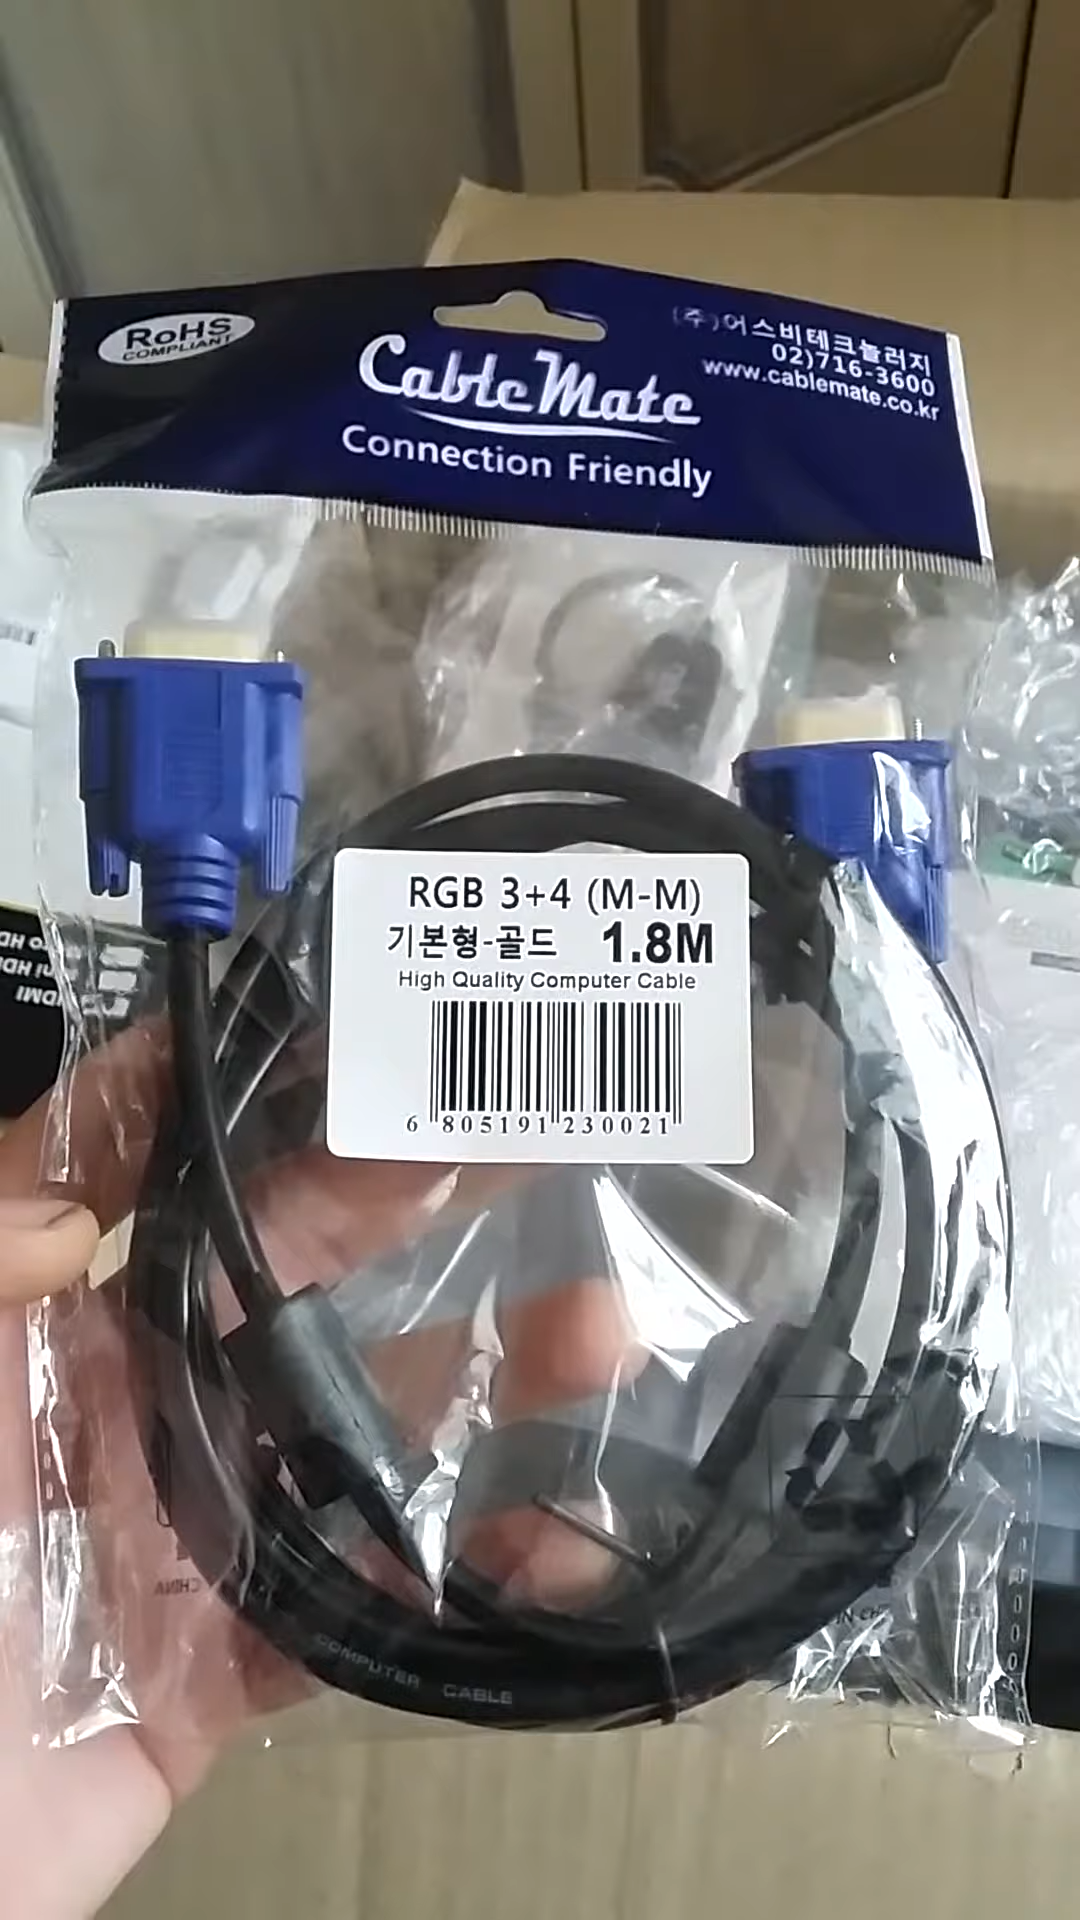 RoHS
COMPLIANT
CableMate
Connection Friendly
(주)어스비테크놀러지
02)716-3600
www.cablemate.co.kr
RGB 3+4 (M-M)
기본형-골드 1.8M
High Quality Computer Cable
6 805191 230021
COMPUTER CABLE
CHINA
HDMI